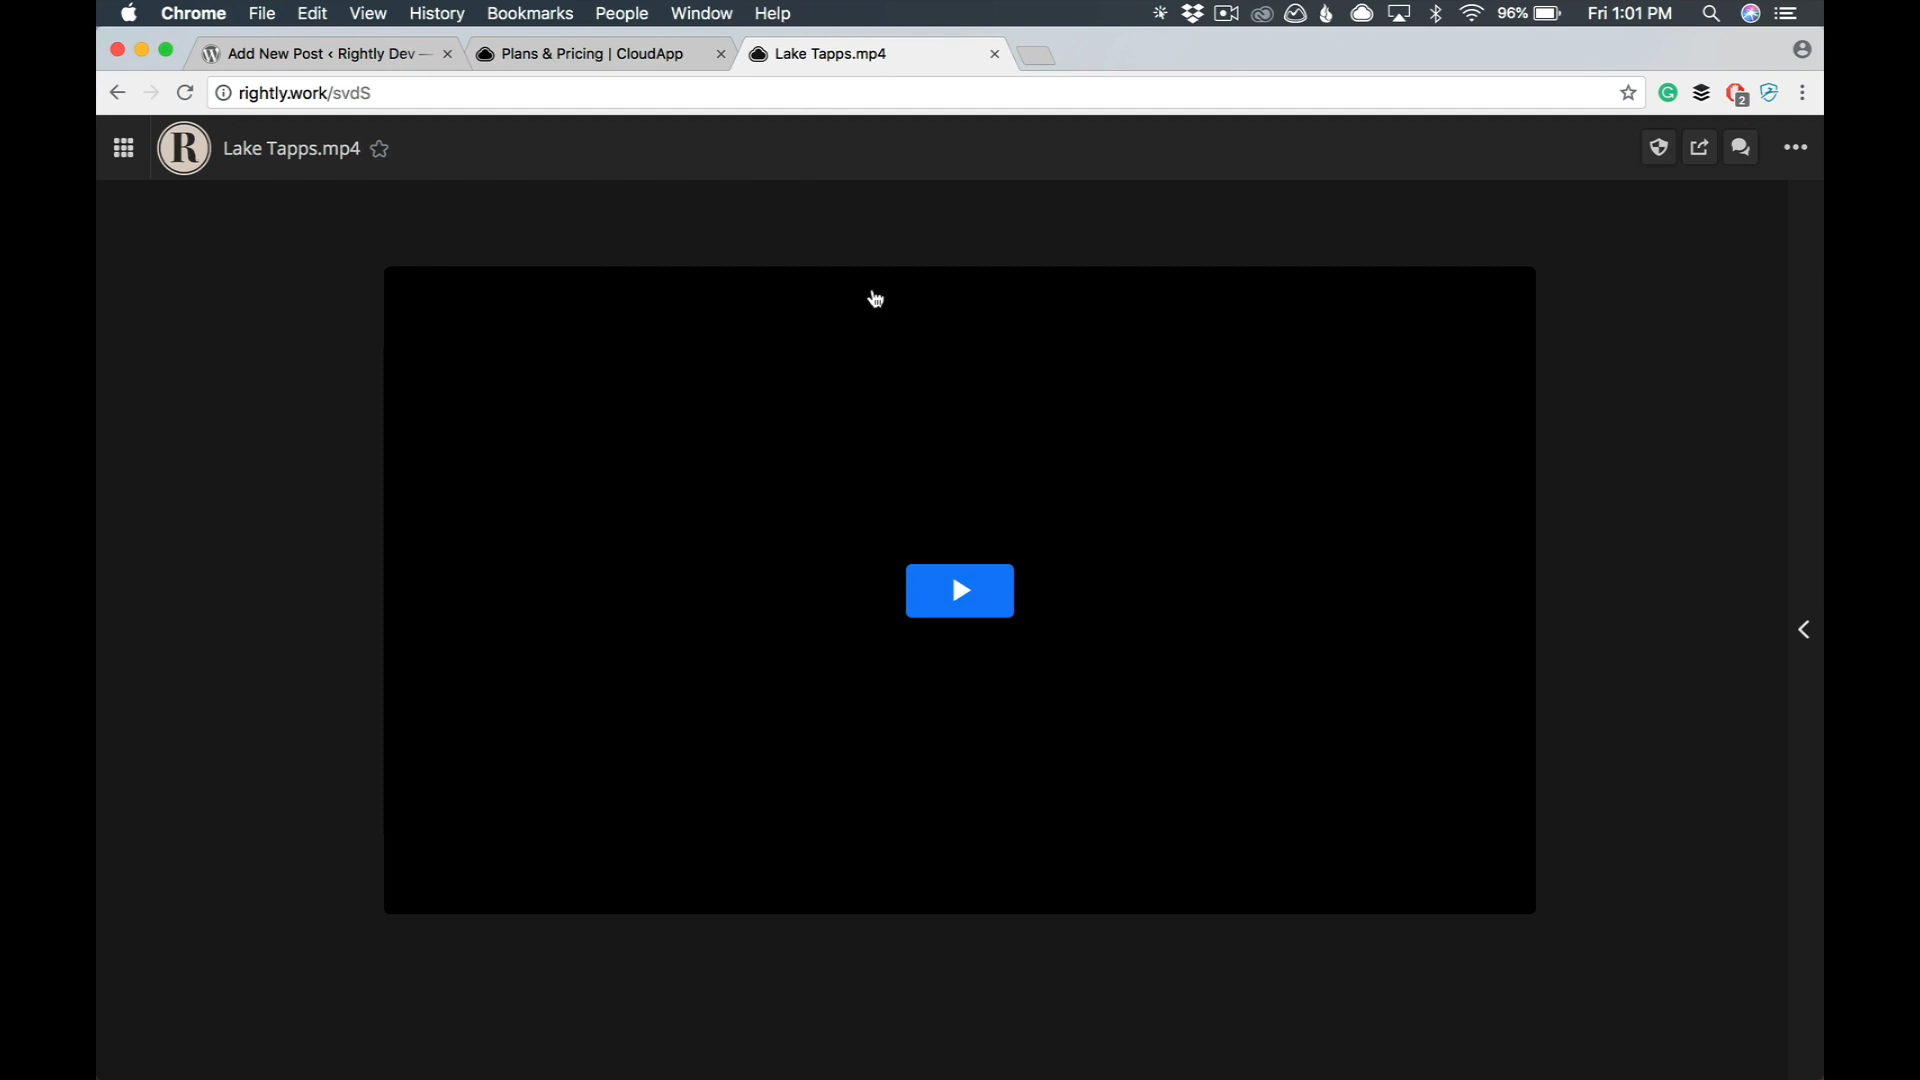 Chrome File Edit View History Bookmarks People Window Help 96% Fri 1:01 PM
Add New Post ‹ Rightly Dev — Plans & Pricing | CloudApp Lake Tapps.mp4
rightly.work/svdS 2
R Lake Tapps.mp4